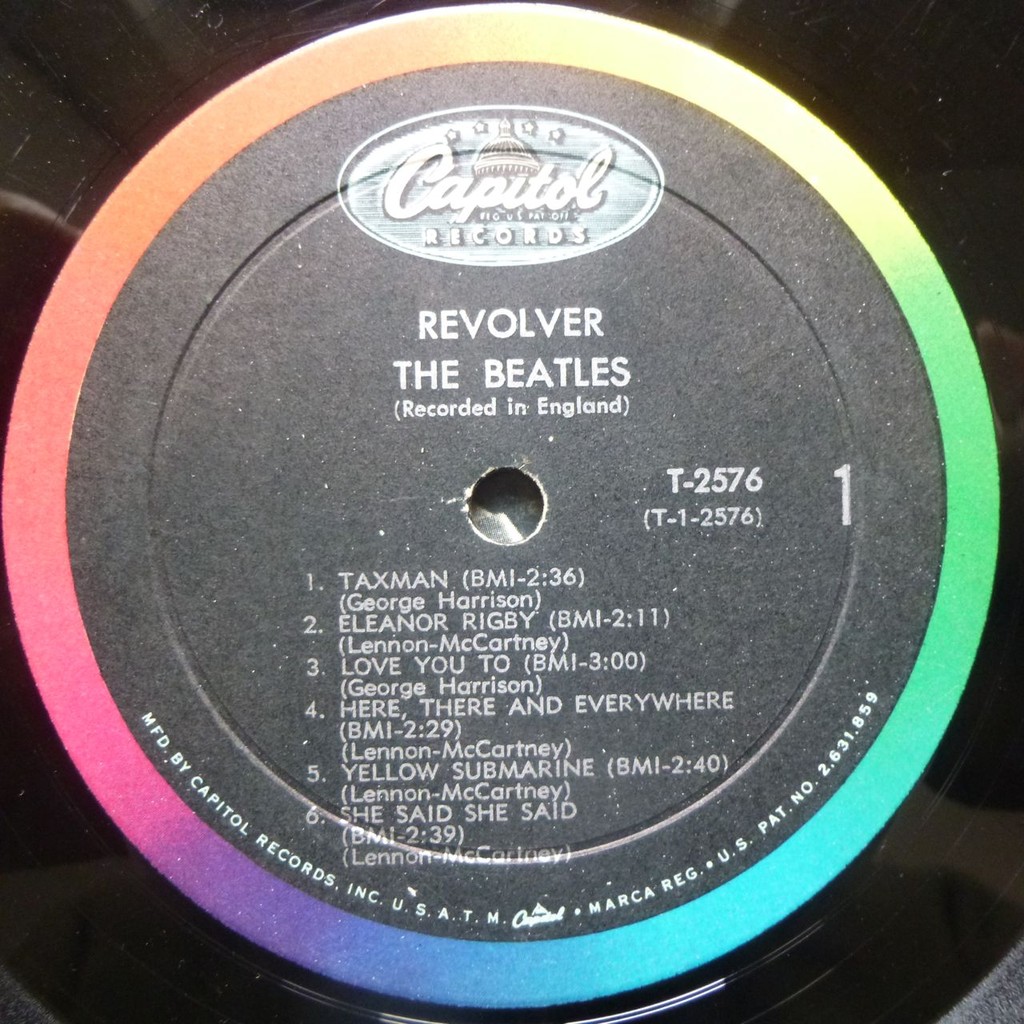 Capitol
REG. U.S. PAT. OFF.
RECORDS
REVOLVER
THE BEATLES
(Recorded in England)
T-2576
(T-1-2576)
1
1. TAXMAN (BMI-2:36)
(George Harrison)
2. ELEANOR RIGBY (BMI-2:11)
(Lennon-McCartney)
3. LOVE YOU TO (BMI-3:00)
(George Harrison)
4. HERE, THERE AND EVERYWHERE
(BMI-2:29)
(Lennon-McCartney)
5. YELLOW SUBMARINE (BMI-2:40)
(Lennon-McCartney)
6. SHE SAID SHE SAID
(BMI-2:39)
(Lennon-McCartney)
MFD. BY CAPITOL RECORDS, INC. U.S.A. T.M. Capitol • MARCA REG. • U.S. PAT. NO. 2,631,859